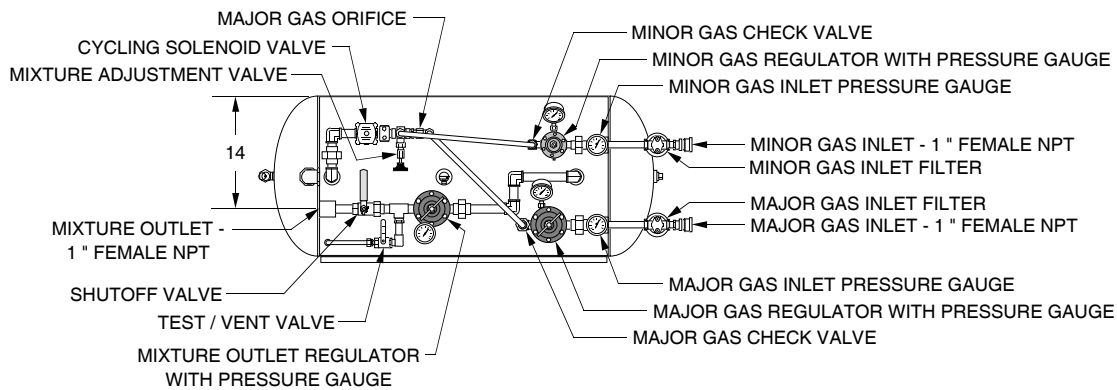 MAJOR GAS ORIFICE
CYCLING SOLENOID VALVE
MIXTURE ADJUSTMENT VALVE
14
MIXTURE OUTLET -
1 " FEMALE NPT
SHUTOFF VALVE
TEST / VENT VALVE
MIXTURE OUTLET REGULATOR
WITH PRESSURE GAUGE
MINOR GAS CHECK VALVE
MINOR GAS REGULATOR WITH PRESSURE GAUGE
MINOR GAS INLET PRESSURE GAUGE
MINOR GAS INLET - 1 " FEMALE NPT
MINOR GAS INLET FILTER
MAJOR GAS INLET FILTER
MAJOR GAS INLET - 1 " FEMALE NPT
MAJOR GAS INLET PRESSURE GAUGE
MAJOR GAS REGULATOR WITH PRESSURE GAUGE
MAJOR GAS CHECK VALVE